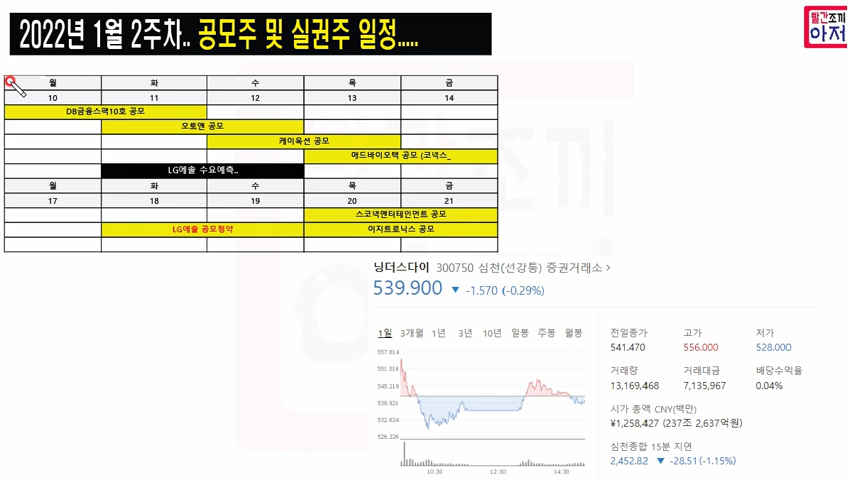 2022년 1월 2주차.. 공모주 및 실권주 일정.....
빨간조끼
아저
월 화 수 목 금
10 11 12 13 14
DB금융스팩10호 공모
오토앤 공모
케이옥션 공모
애드바이오텍 공모 (코넥스_
LG에솔 수요예측..
월 화 수 목 금
17 18 19 20 21
스코넥엔터테인먼트 공모
LG에솔 공모청약 이지트로닉스 공모
닝더스다이 300750 심천(선강통) 증권거래소 >
539.900 ▼ -1.570 (-0.29%)
1일 3개월 1년 3년 10년 일봉 주봉 월봉
557.814
551.516
545.219
538.921
532.624
526.326
10:30 12:30 14:30
전일종가 고가 저가
541.470 556.000 528.000
거래량 거래대금 배당수익율
13,169,468 7,135,967 0.04%
시가 총액 CNY(백만)
¥1,258,427 (237조 2,637억원)
심천종합 15분 지연
2,452.82 ▼ -28.51 (-1.15%)